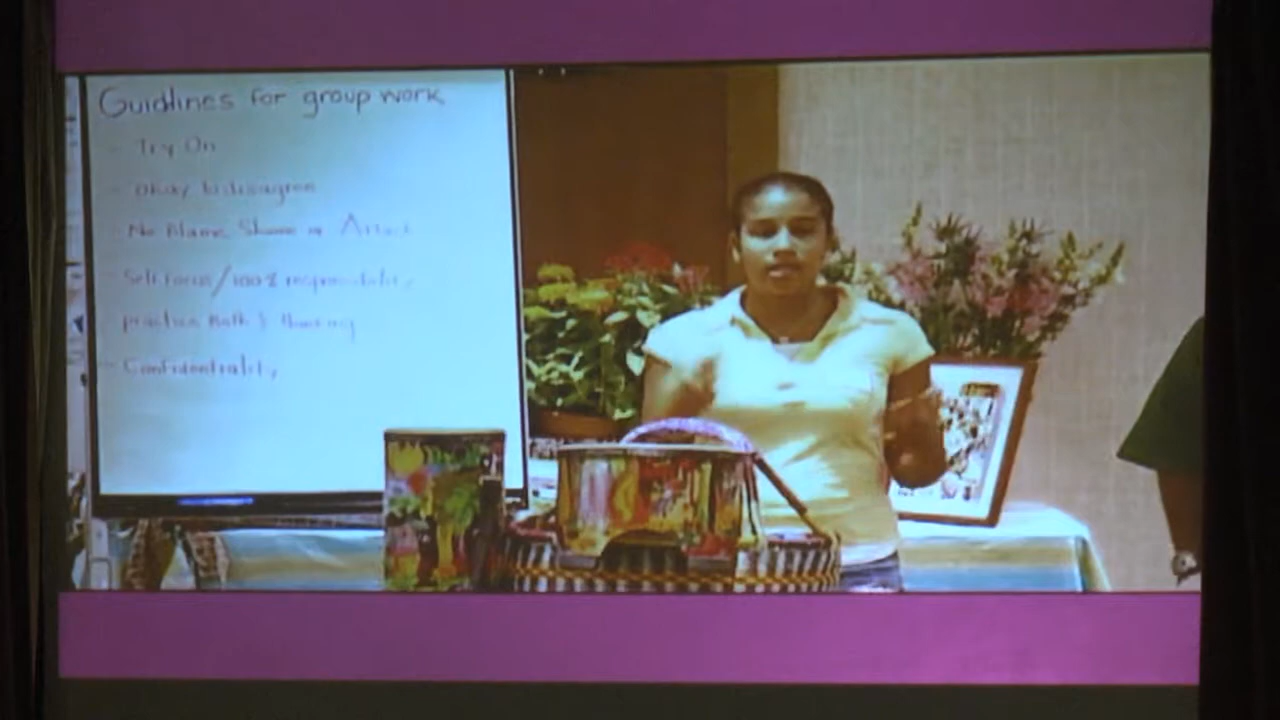 Guidlines for group work
- Try On
- Okay to disagree
- No Blame, Shame or Attack
- Self-focus/100% responsibility
practice Both &
- Confidentiality